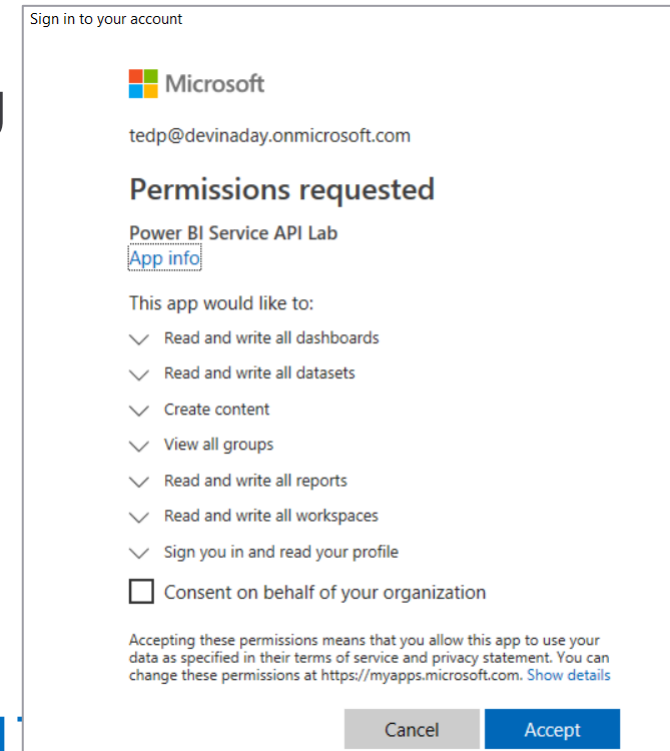 Sign in to your account
Microsoft
tedp@devinaday.onmicrosoft.com
Permissions requested
Power BI Service API Lab
App info
This app would like to:
Read and write all dashboards
Read and write all datasets
Create content
View all groups
Read and write all reports
Read and write all workspaces
Sign you in and read your profile
Consent on behalf of your organization
Accepting these permissions means that you allow this app to use your
data as specified in their terms of service and privacy statement. You can
change these permissions at https://myapps.microsoft.com. Show details
Cancel Accept